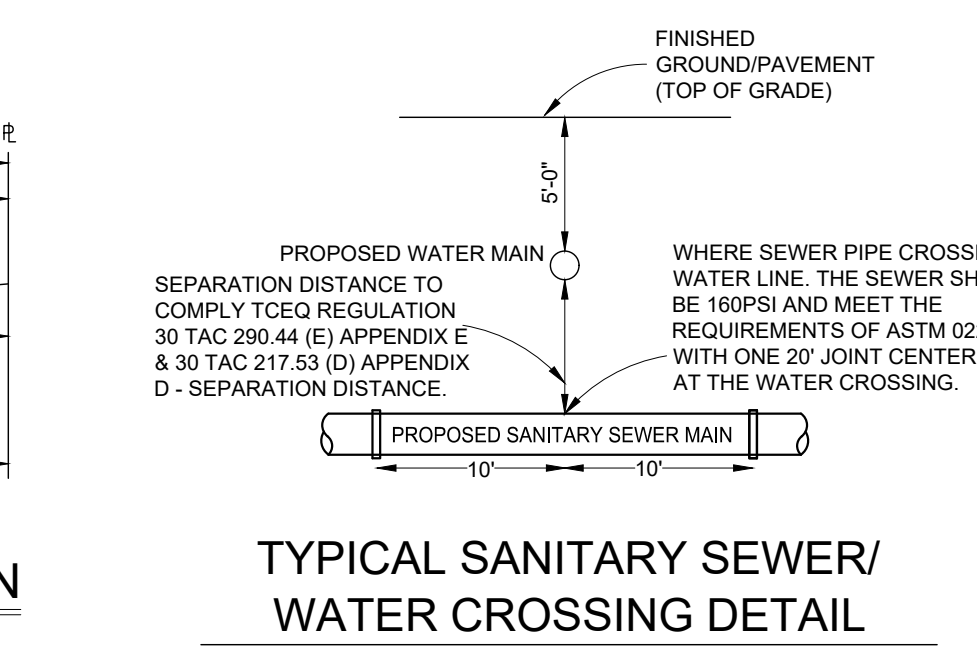 FINISHED
GROUND/PAVEMENT
(TOP OF GRADE)
℄
5'-0"
PROPOSED WATER MAIN
SEPARATION DISTANCE TO
COMPLY TCEQ REGULATION
30 TAC 290.44 (E) APPENDIX E
& 30 TAC 217.53 (D) APPENDIX
D - SEPARATION DISTANCE.
WHERE SEWER PIPE
WATER LINE. THE SEWER
BE 160PSI AND MEET THE
REQUIREMENTS OF ASTM
WITH ONE 20' JOINT
AT THE WATER CROSSING.
PROPOSED SANITARY SEWER MAIN
10' 10'
N
TYPICAL SANITARY SEWER/
WATER CROSSING DETAIL